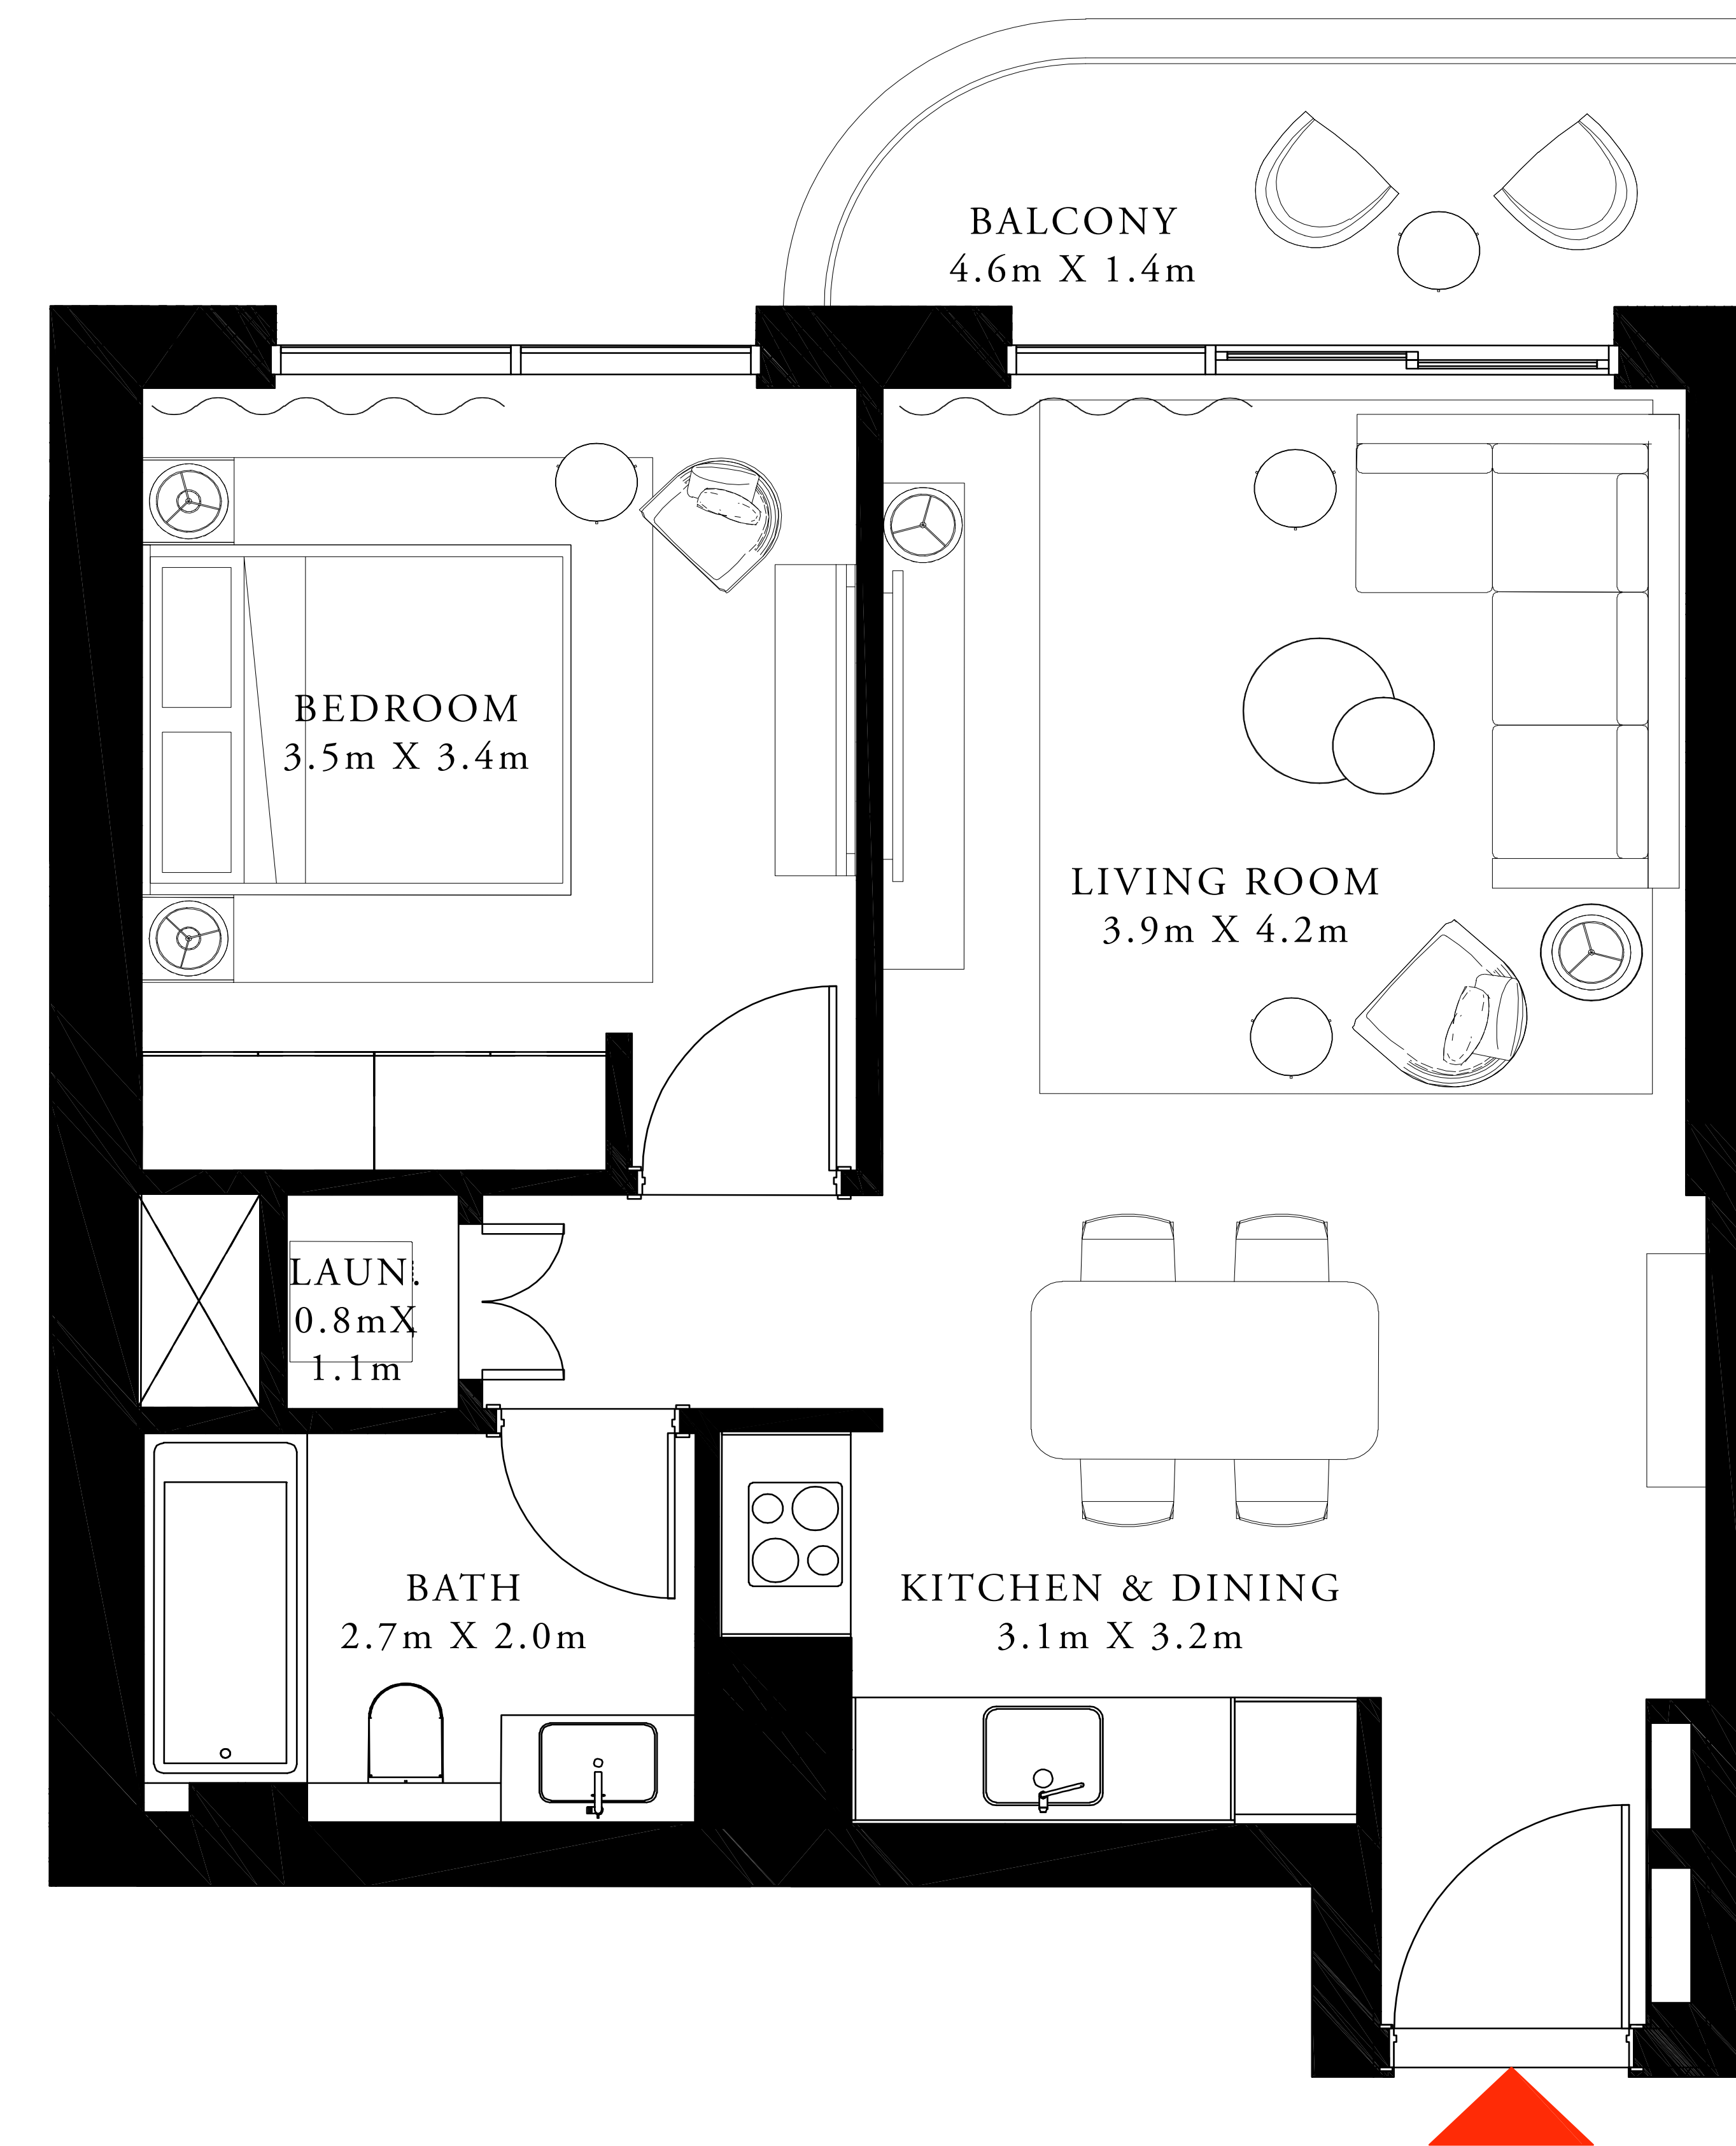 BALCONY
4.6m X 1.4m
BEDROOM
3.5m X 3.4m
LIVING ROOM
3.9m X 4.2m
LAUN.
0.8mX
1.1m
BATH
2.7m X 2.0m
KITCHEN & DINING
3.1m X 3.2m